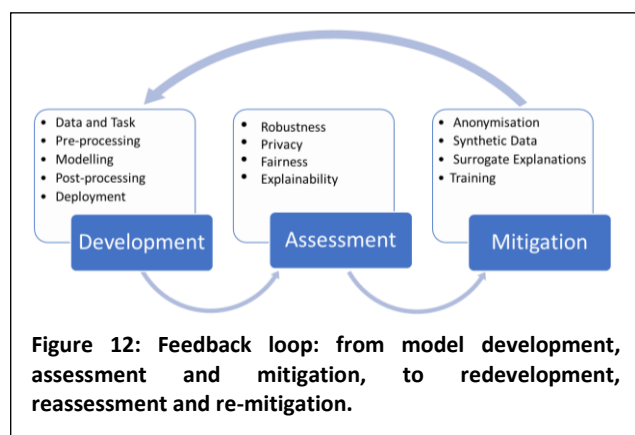 • Data and Task
• Pre-processing
• Modelling
• Post-processing
• Deployment
Development
• Robustness
• Privacy
• Fairness
• Explainability
Assessment
• Anonymisation
• Synthetic Data
• Surrogate Explanations
• Training
Mitigation
Figure 12: Feedback loop: from model development,
assessment and mitigation, to redevelopment,
reassessment and re-mitigation.